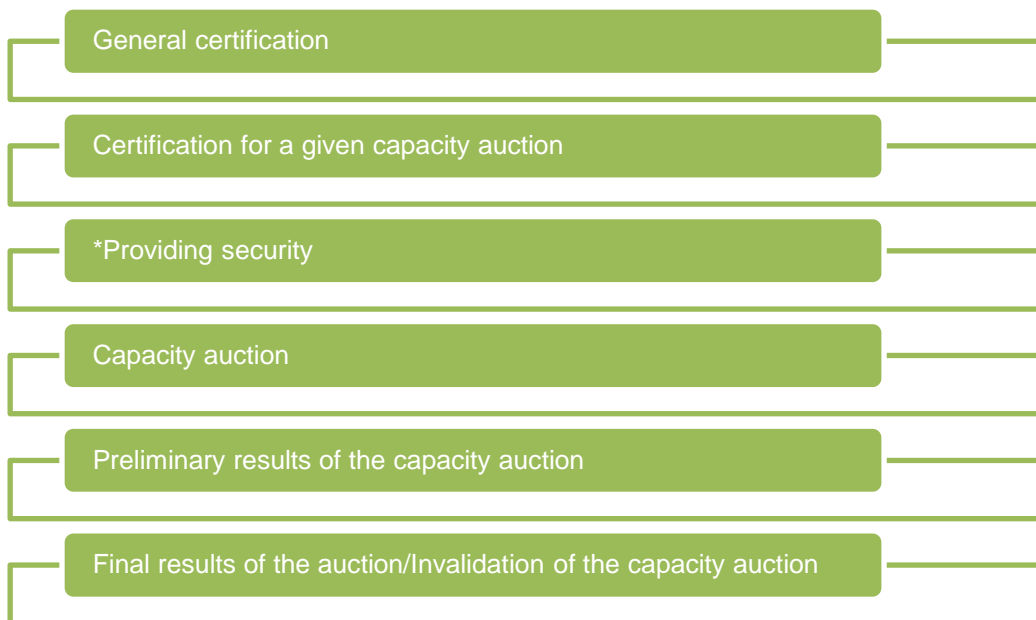 General certification
Certification for a given capacity auction
*Providing security
Capacity auction
Preliminary results of the capacity auction
Final results of the auction/Invalidation of the capacity auction